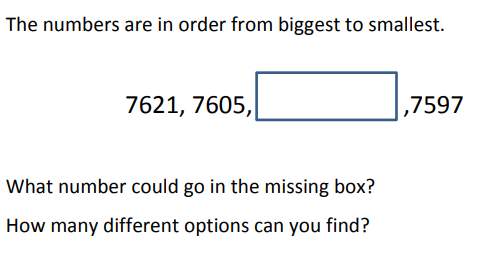 The numbers are in order from biggest to smallest.
7621, 7605, ,7597
What number could go in the missing box?
How many different options can you find?